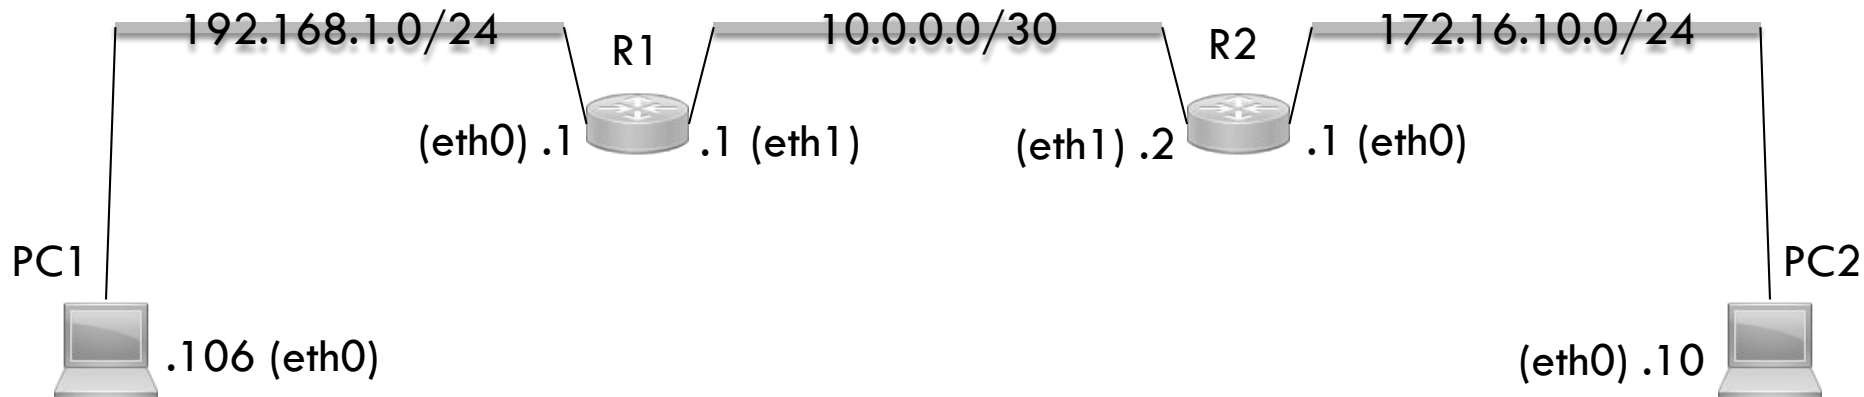 192.168.1.0/24
R1
10.0.0.0/30
R2
172.16.10.0/24
(eth0) .1
.1 (eth1)
(eth1) .2
.1 (eth0)
PC1
PC2
.106 (eth0)
(eth0) .10